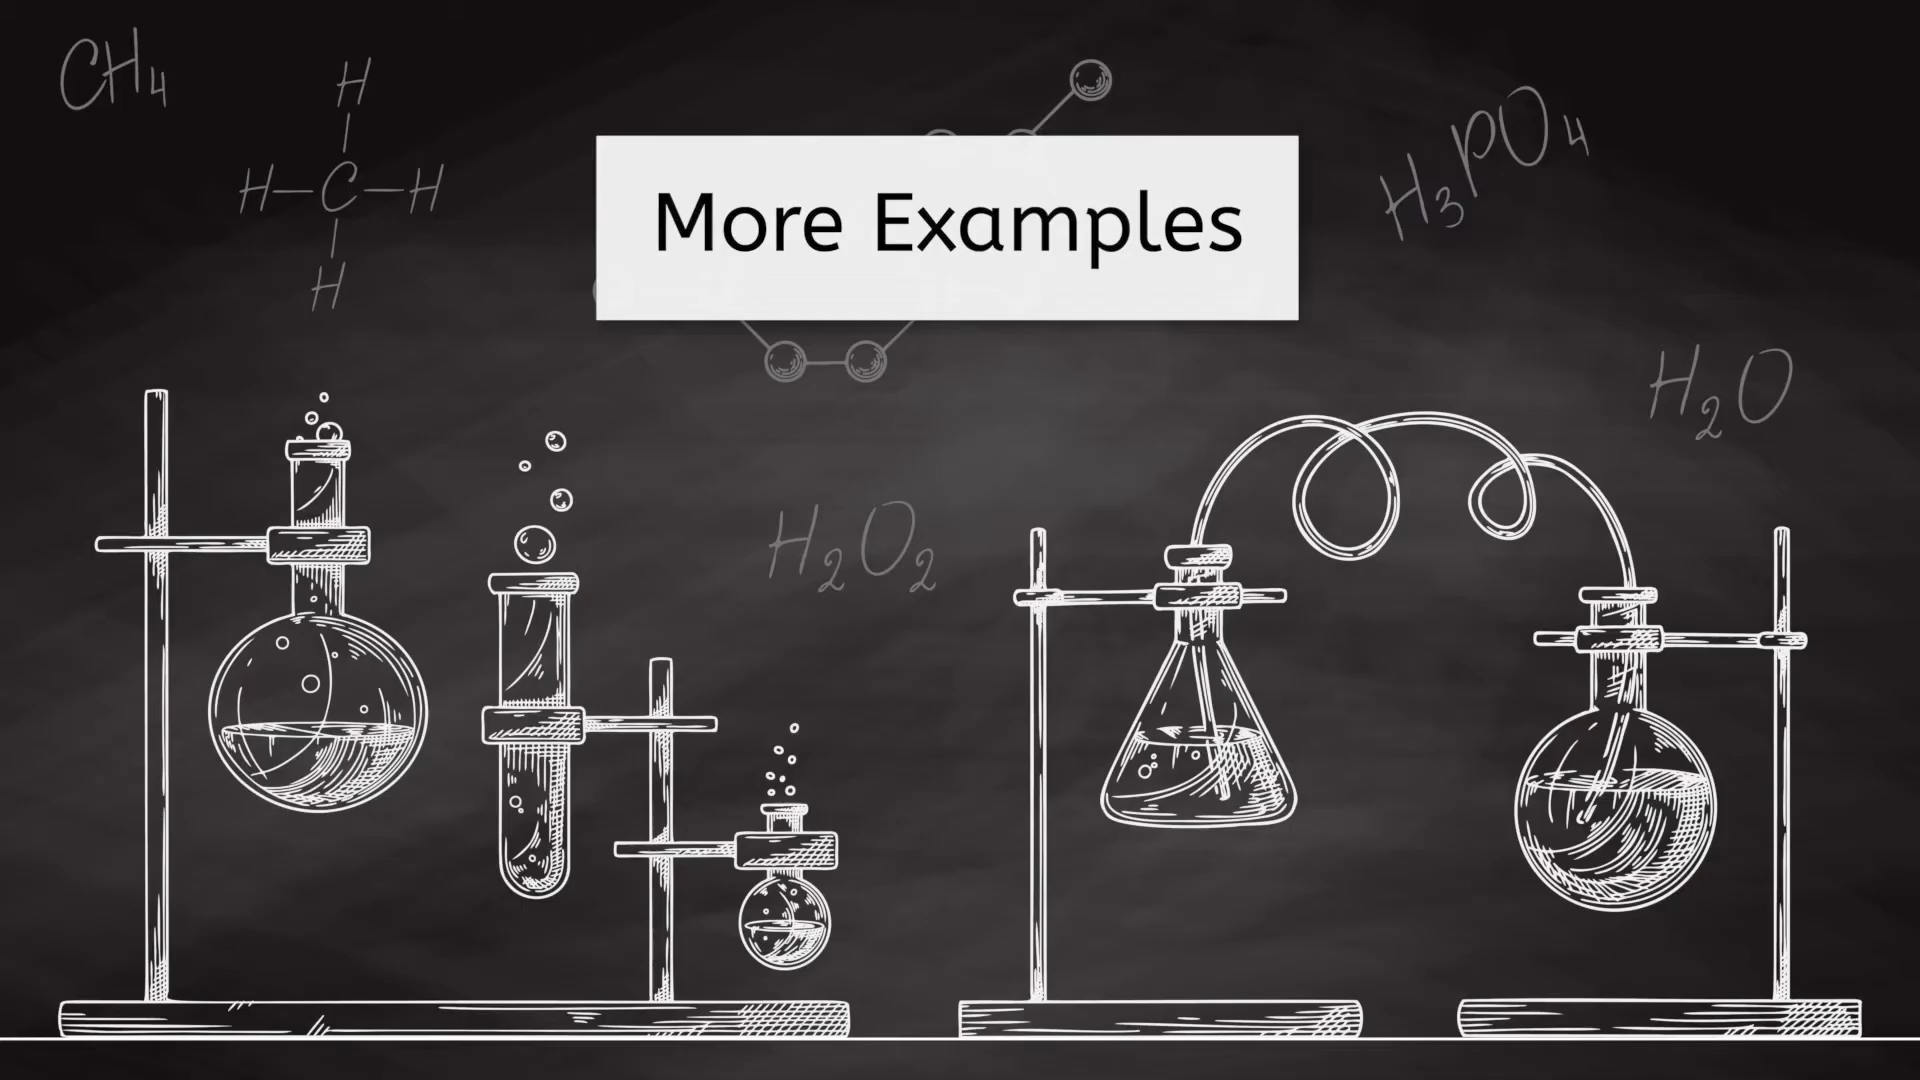 CH₄
H
H—C—H
H
More Examples
H₃PO₄
H₂O
H₂O₂